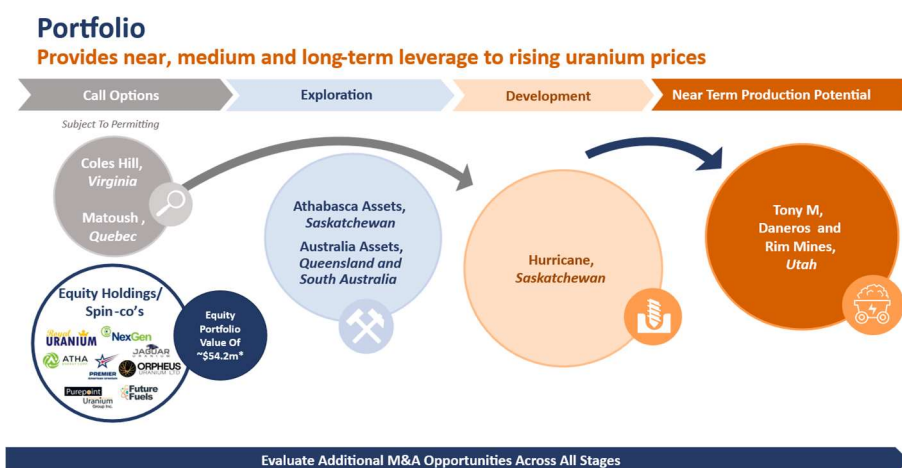 Portfolio
Provides near, medium and long-term leverage to rising uranium prices
Call Options
Exploration
Development
Near Term Production Potential
Subject To Permitting
Coles Hill,
Virginia
Matoush ,
Quebec
Athabasca Assets,
Saskatchewan
Australia Assets,
Queensland and
South Australia
Hurricane,
Saskatchewan
Tony M,
Daneros and
Rim Mines,
Utah
Equity Holdings/
Spin-co's
Royal
URANIUM
NexGen
ATHA
PREMIER
JAGUAR
URANIUM
ORPHEUS
URANIUM LTD
Purepoint
Uranium
Group Inc.
Future
Fuels
Equity
Portfolio
Value Of
~$54.2m*
Evaluate Additional M&A Opportunities Across All Stages